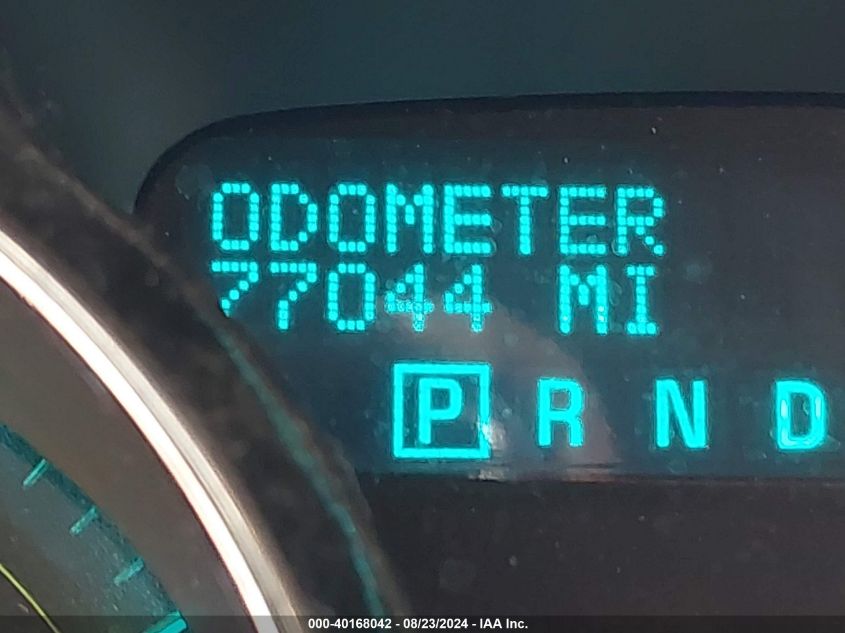 ODOMETER
77044 MI
P R N D
000-40168042 - 08/23/2024 - IAA Inc.